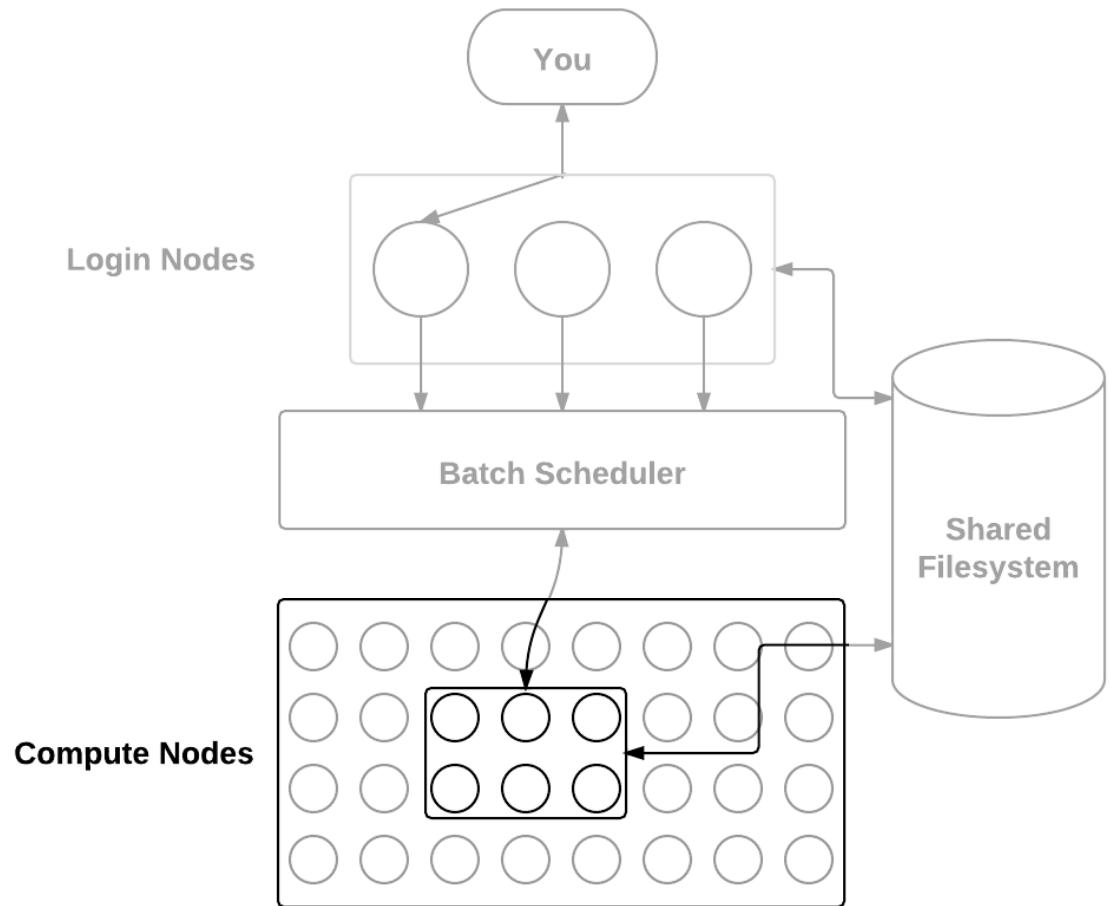 You
Login Nodes
Batch Scheduler
Shared
Filesystem
Compute Nodes